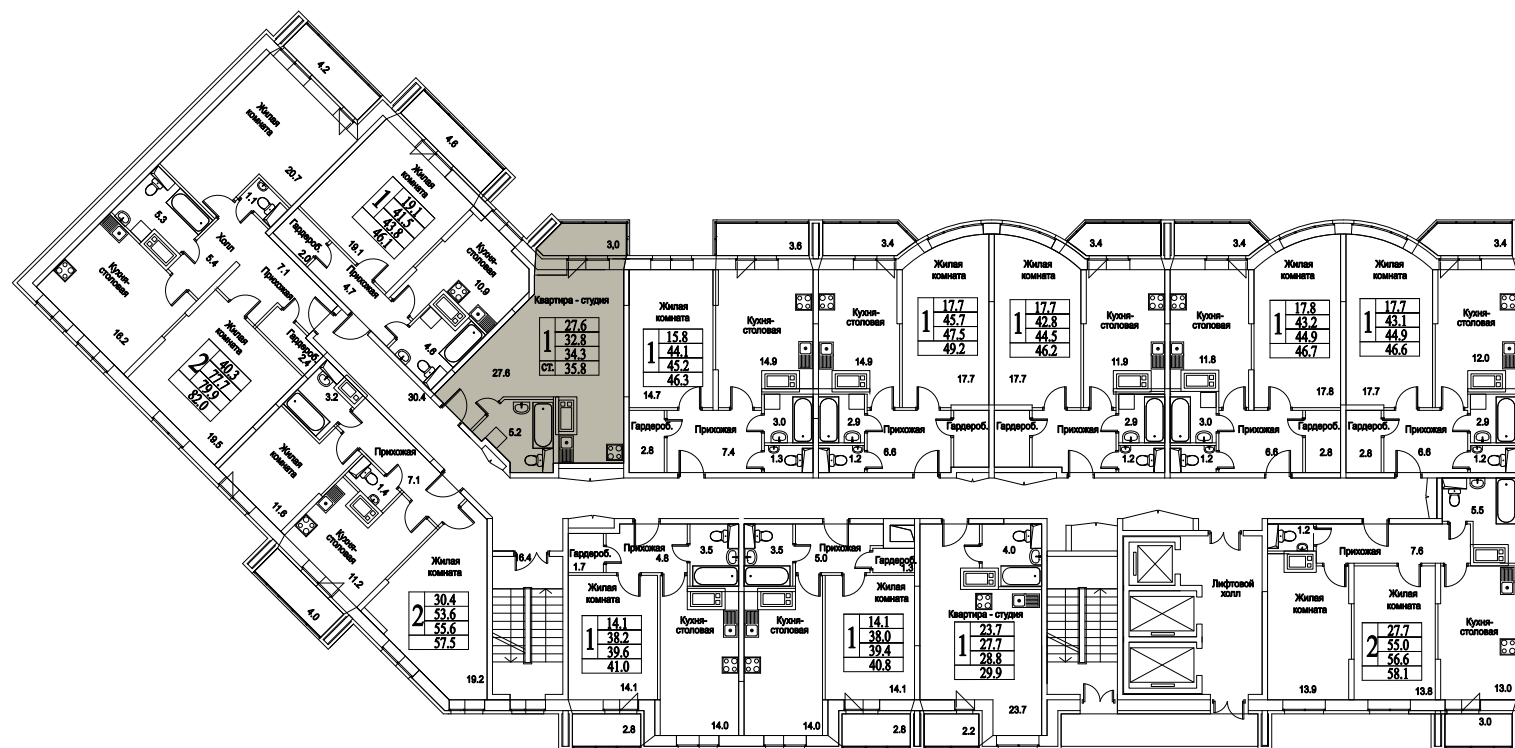 4.2
Жилая
комната
20.7
1.1
5.3
Холл
5.4
Кухня-
столовая
16.2
7.1
Прихожая
Гардероб.
2.4
Жилая
комната
2
40.3
77.7
79.9
82.0
19.5
4.8
Жилая
комната
1
19.1
41.5
43.8
46.1
19.1
Гардероб.
2.0
Прихожая
4.7
Кухня-
столовая
10.9
4.6
30.4
3.2
Жилая
комната
11.6
Прихожая
7.1
1.4
Кухня-
столовая
11.2
4.0
Жилая
комната
2
30.4
53.6
55.6
57.5
19.2
3,0
Квартира - студия
1
ст.
27.6
32.8
34.3
35.8
27.6
5.2
Жилая
комната
1
15.8
44.1
45.2
46.3
14.7
3.6
Кухня-
столовая
14.9
Гардероб.
2.8
Прихожая
7.4
3.0
1.3
3.4
Кухня-
столовая
14.9
Жилая
комната
1
17.7
45.7
47.5
49.2
17.7
2.9
1.2
Прихожая
6.6
Гардероб.
Жилая
комната
1
17.7
42.8
44.5
46.2
17.7
3.4
Кухня-
столовая
11.9
Гардероб.
Прихожая
2.9
1.2
3.4
Кухня-
столовая
11.8
Жилая
комната
1
17.8
43.2
44.9
46.7
17.8
3.0
1.2
Прихожая
6.6
Гардероб.
2.8
Жилая
комната
1
17.7
43.1
44.9
46.6
17.7
3.4
Кухня-
столовая
12.0
Гардероб.
2.8
Прихожая
6.6
2.9
1.2
16.4
Гардероб.
1.7
Прихожая
4.8
3.5
Жилая
комната
1
14.1
38.2
39.6
41.0
14.1
Кухня-
столовая
14.0
2.8
3.5
Прихожая
5.0
Гардероб.
1.3
Кухня-
столовая
14.0
Жилая
комната
1
14.1
38.0
39.4
40.8
14.1
2.8
4.0
Квартира - студия
1
23.7
27.7
28.8
29.9
23.7
2.2
Лифтовой
холл
1.2
Прихожая
7.6
5.5
Жилая
комната
13.9
Жилая
комната
2
27.7
55.0
56.6
58.1
13.8
Кухня-
столовая
13.0
3.0